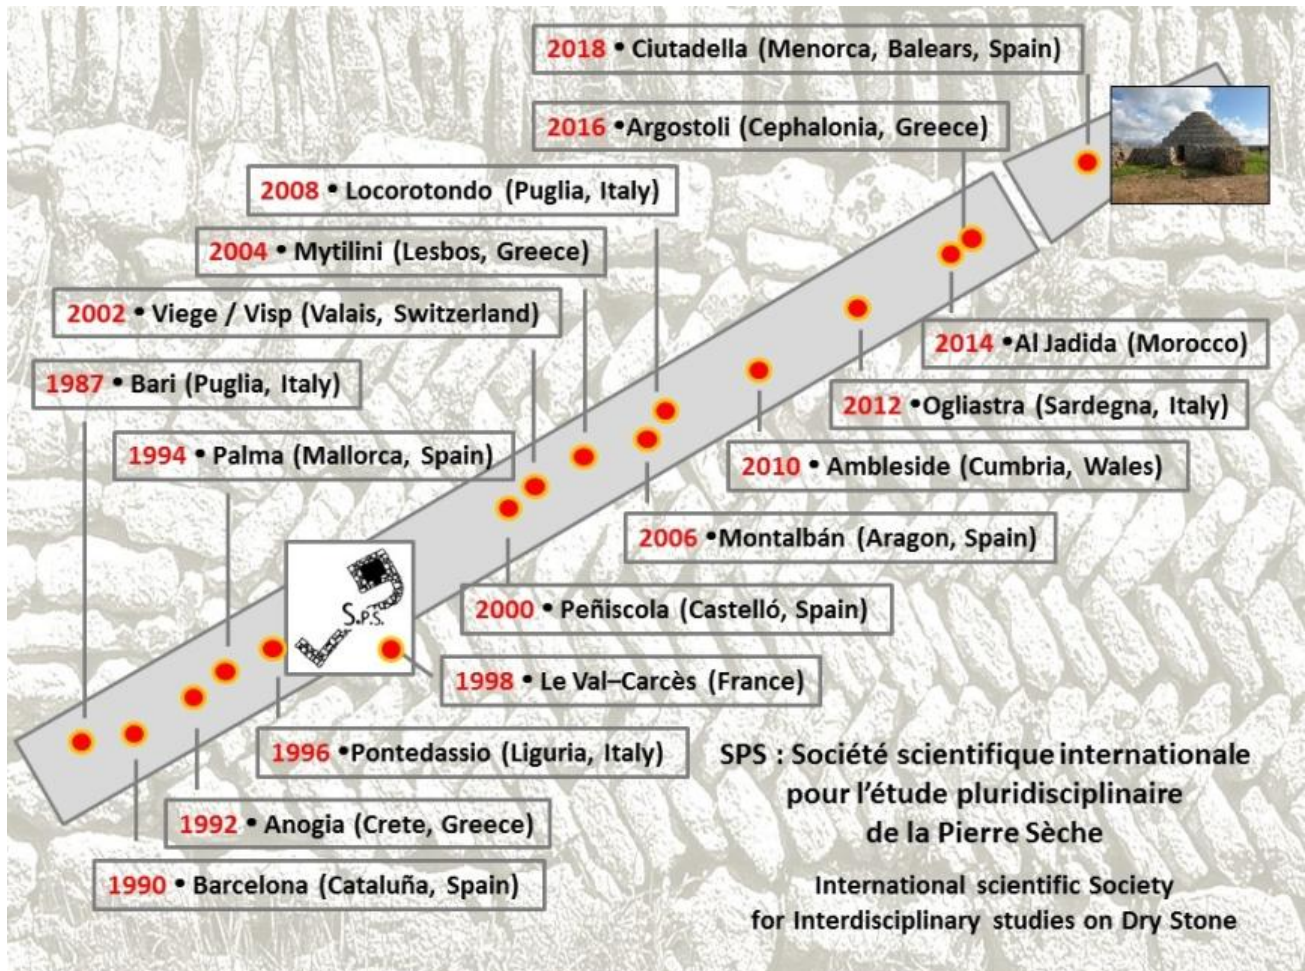 2018 • Ciutadella (Menorca, Balears, Spain)
2016 •Argostoli (Cephalonia, Greece)
2008 • Locorotondo (Puglia, Italy)
2004 • Mytilini (Lesbos, Greece)
2002 • Viege / Visp (Valais, Switzerland)
2014 •Al Jadida (Morocco)
1987 • Bari (Puglia, Italy)
2012 •Ogliastra (Sardegna, Italy)
1994 • Palma (Mallorca, Spain)
2010 • Ambleside (Cumbria, Wales)
2006 •Montalbán (Aragon, Spain)
2000 • Peñiscola (Castelló, Spain)
S.P.S.
1998 • Le Val–Carcès (France)
1996 •Pontedassio (Liguria, Italy)
1992 • Anogia (Crete, Greece)
1990 • Barcelona (Cataluña, Spain)
SPS : Société scientifique internationale
pour l'étude pluridisciplinaire
de la Pierre Sèche
International scientific Society
for Interdisciplinary studies on Dry Stone